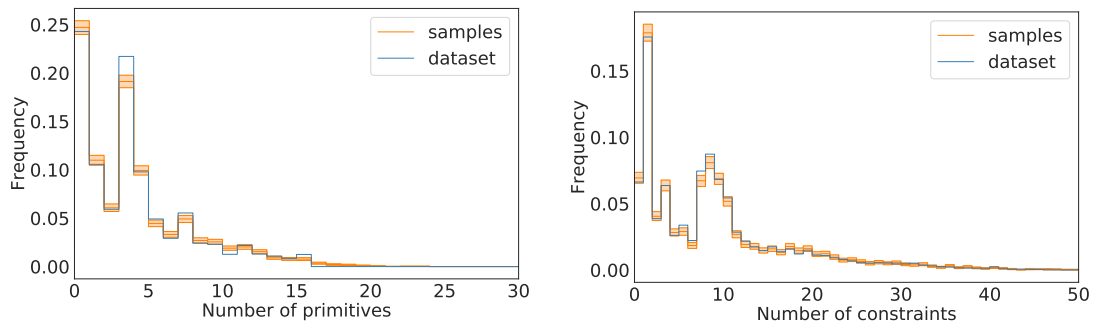 samples
dataset
Frequency
0.25
0.20
0.15
0.10
0.05
0.00
0 5 10 15 20 25 30
Number of primitives
samples
dataset
Frequency
0.15
0.10
0.05
0.00
0 10 20 30 40 50
Number of constraints